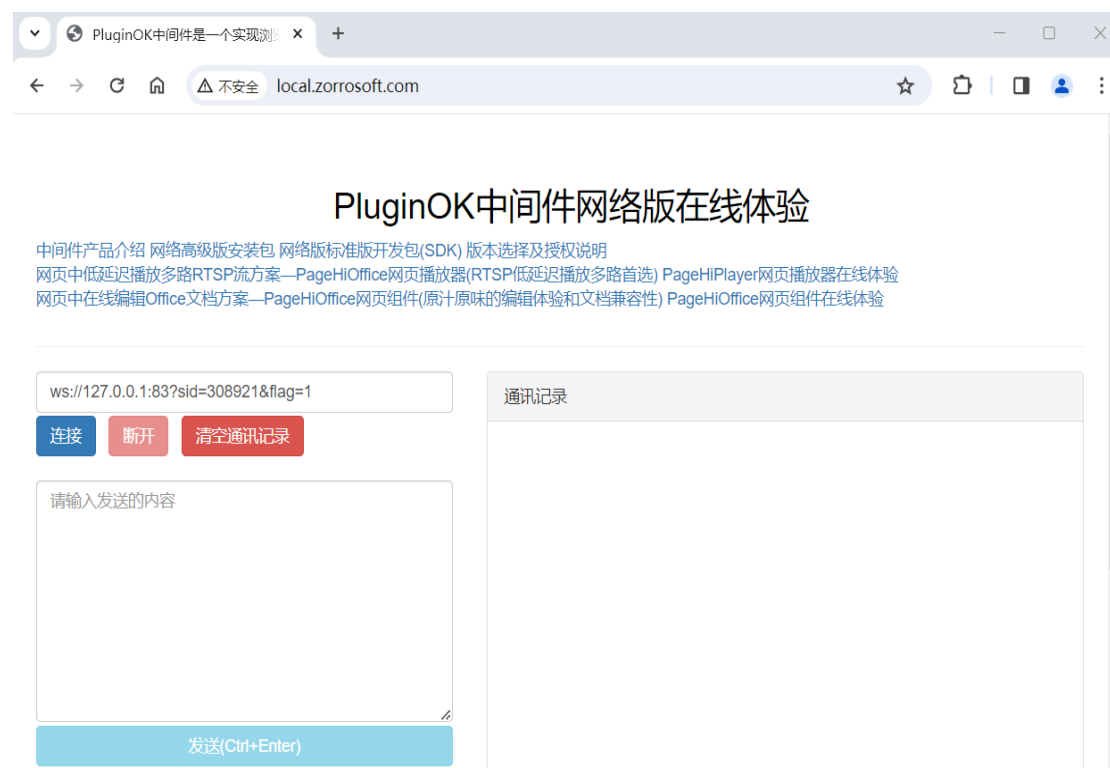 PluginOK中间件是一个实现浏
不安全 local.zorrosoft.com
PluginOK中间件网络版在线体验
中间件产品介绍 网络高级版安装包 网络版标准版开发包(SDK) 版本选择及授权说明
网页中低延迟播放多路RTSP流方案—PageHiOffice网页播放器(RTSP低延迟播放多路首选) PageHiPlayer网页播放器在线体验
网页中在线编辑Office文档方案—PageHiOffice网页组件(原汁原味的编辑体验和文档兼容性) PageHiOffice网页组件在线体验
ws://127.0.0.1:83?sid=308921&flag=1
连接 断开 清空通讯记录
请输入发送的内容
发送(Ctrl+Enter)
通讯记录